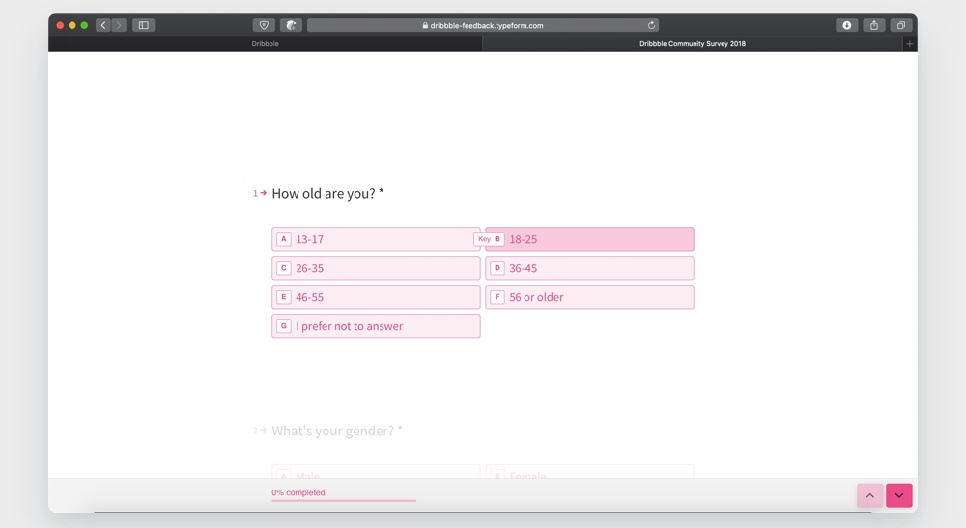 dribbble-feedback.typeform.com
Dribbble
Dribbble Community Survey 2018
+
1 → How old are you? *
A 13-17
Key B 18-25
C 26-35
D 36-45
E 46-55
F 56 or older
G I prefer not to answer
2 → What's your gender? *
A Male
B Female
0% completed